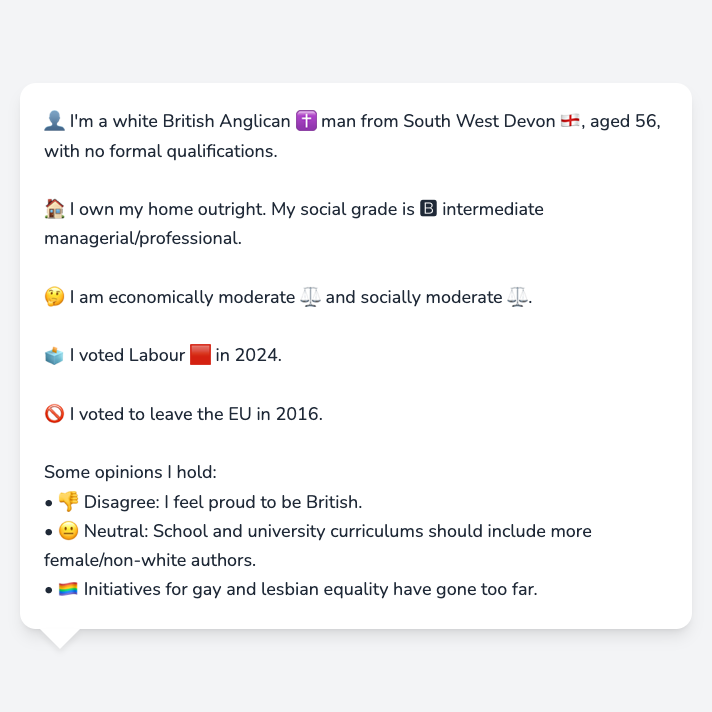 👤 I'm a white British Anglican ✝️ man from South West Devon 🏴󠁧󠁢󠁥󠁮󠁧󠁿, aged 56,
with no formal qualifications.
🏠 I own my home outright. My social grade is 🅱 intermediate
managerial/professional.
🤔 I am economically moderate ⚖️ and socially moderate ⚖️.
🗳️ I voted Labour 🟥 in 2024.
🚫 I voted to leave the EU in 2016.
Some opinions I hold:
• 👎 Disagree: I feel proud to be British.
• 😐 Neutral: School and university curriculums should include more
female/non-white authors.
• 🏳️‍🌈 Initiatives for gay and lesbian equality have gone too far.